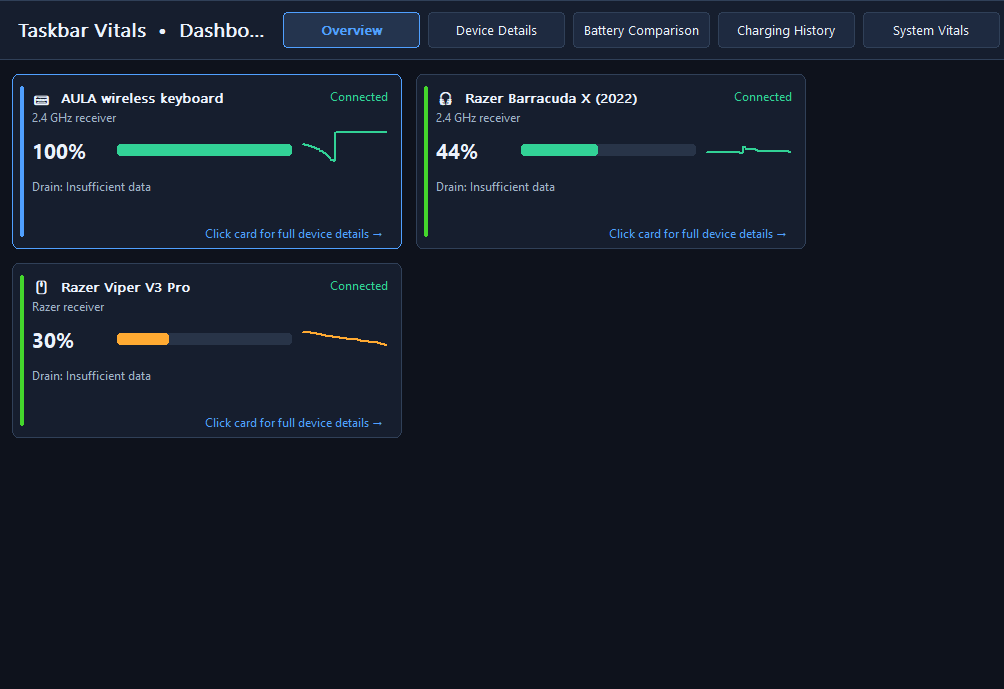 Taskbar Vitals • Dashbo...
Overview
Device Details
Battery Comparison
Charging History
System Vitals
AULA wireless keyboard
Connected
2.4 GHz receiver
100%
Drain: Insufficient data
Click card for full device details →
Razer Barracuda X (2022)
Connected
2.4 GHz receiver
44%
Drain: Insufficient data
Click card for full device details →
Razer Viper V3 Pro
Connected
Razer receiver
30%
Drain: Insufficient data
Click card for full device details →